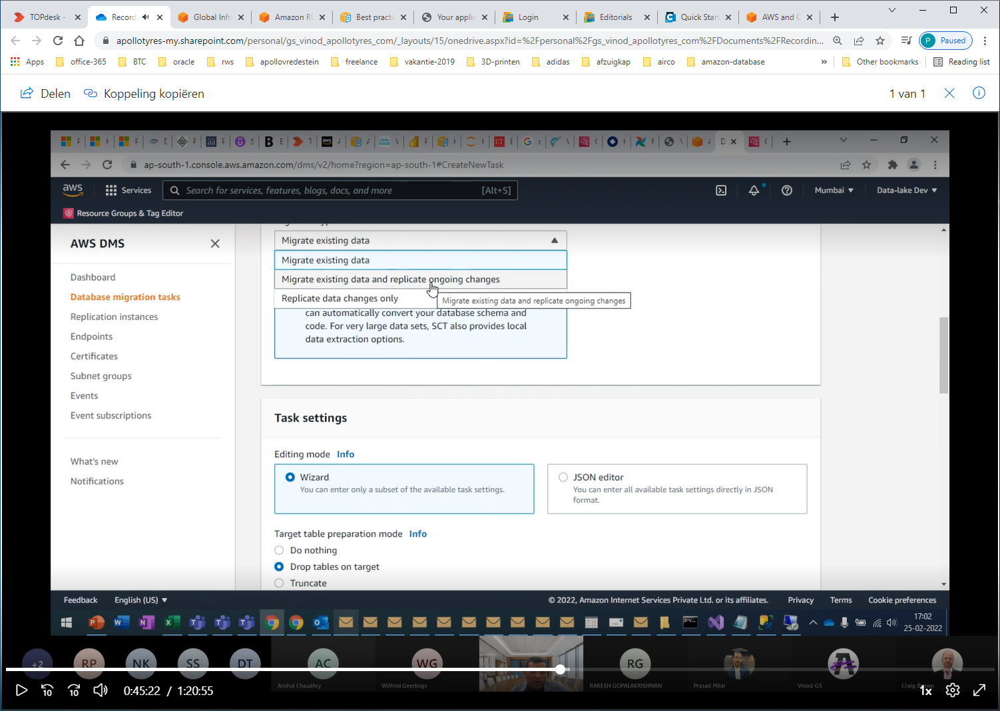 TOPdesk - Record Global Infr Amazon RD Best practi Your applic Login Editorials Quick Start AWS and C
apollotyres-my.sharepoint.com/personal/gs_vinod_apollotyres_com/_layouts/15/onedrive.aspx?id=%2Fpersonal%2Fgs_vinod_apollotyres_com%2FDocuments%2FRecordin... P Paused
Apps office-365 BTC oracle rws apollovredestein freelance vakantie-2019 3D-printen adidas afzuigkap airco amazon-database » Other bookmarks Reading list
Delen Koppeling kopiëren 1 van 1
ap-south-1.console.aws.amazon.com/dms/v2/home?region=ap-south-1#CreateNewTask
aws Services Search for services, features, blogs, docs, and more [Alt+S] Mumbai Data-lake Dev
Resource Groups & Tag Editor
AWS DMS
Dashboard
Database migration tasks
Replication instances
Endpoints
Certificates
Subnet groups
Events
Event subscriptions
What's new
Notifications
Migrate existing data
Migrate existing data
Migrate existing data and replicate ongoing changes
Replicate data changes only
Migrate existing data and replicate ongoing changes
can automatically convert your database schema and
code. For very large data sets, SCT also provides local
data extraction options.
Task settings
Editing mode Info
Wizard
You can enter only a subset of the available task settings.
JSON editor
You can enter all available task settings directly in JSON
format.
Target table preparation mode Info
Do nothing
Drop tables on target
Truncate
Feedback English (US) © 2022, Amazon Internet Services Private Ltd. or its affiliates. Privacy Terms Cookie preferences
17:02
25-02-2022
+2 RP NK SS DT AC WG RG
Anshul Chaudhry Wilfred Geerlings RAKESH GOPALAKRISHNAN Prasad Pillai Vinod GS Craig Brown
10 10 0:45:22 / 1:20:55 1x